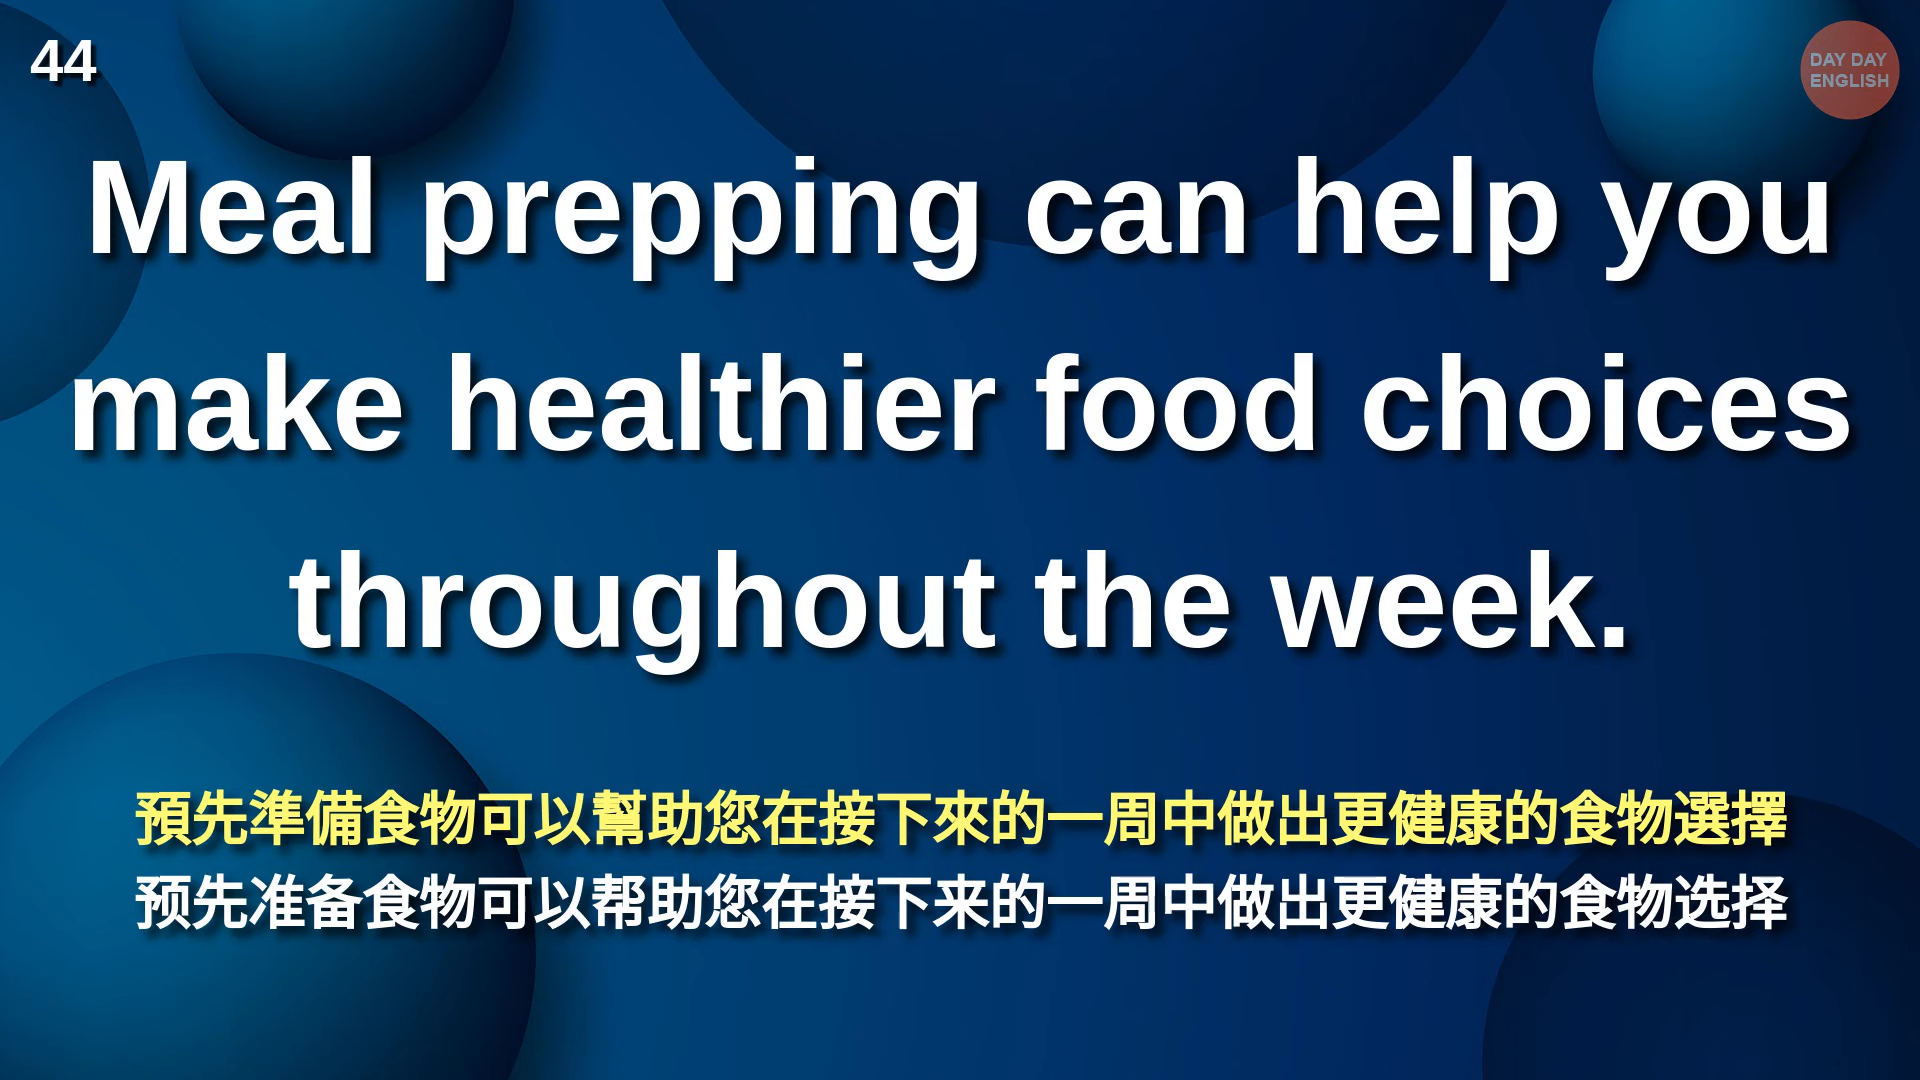 44
DAY DAY
ENGLISH
Meal prepping can help you
make healthier food choices
throughout the week.
預先準備食物可以幫助您在接下來的一周中做出更健康的食物選擇
预先准备食物可以帮助您在接下来的一周中做出更健康的食物选择